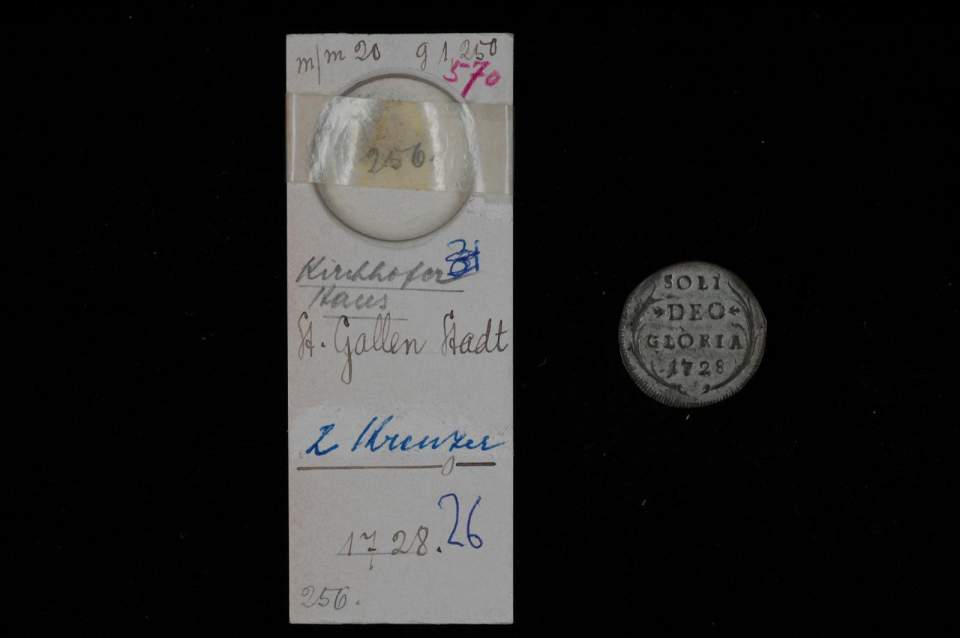 m/m 20 g 1,250
570
256.
Kirchhofer
Haus
St. Gallen Stadt
2 Kreuzer
1728. 26
256.
SOLI
DEO
GLORIA
1728